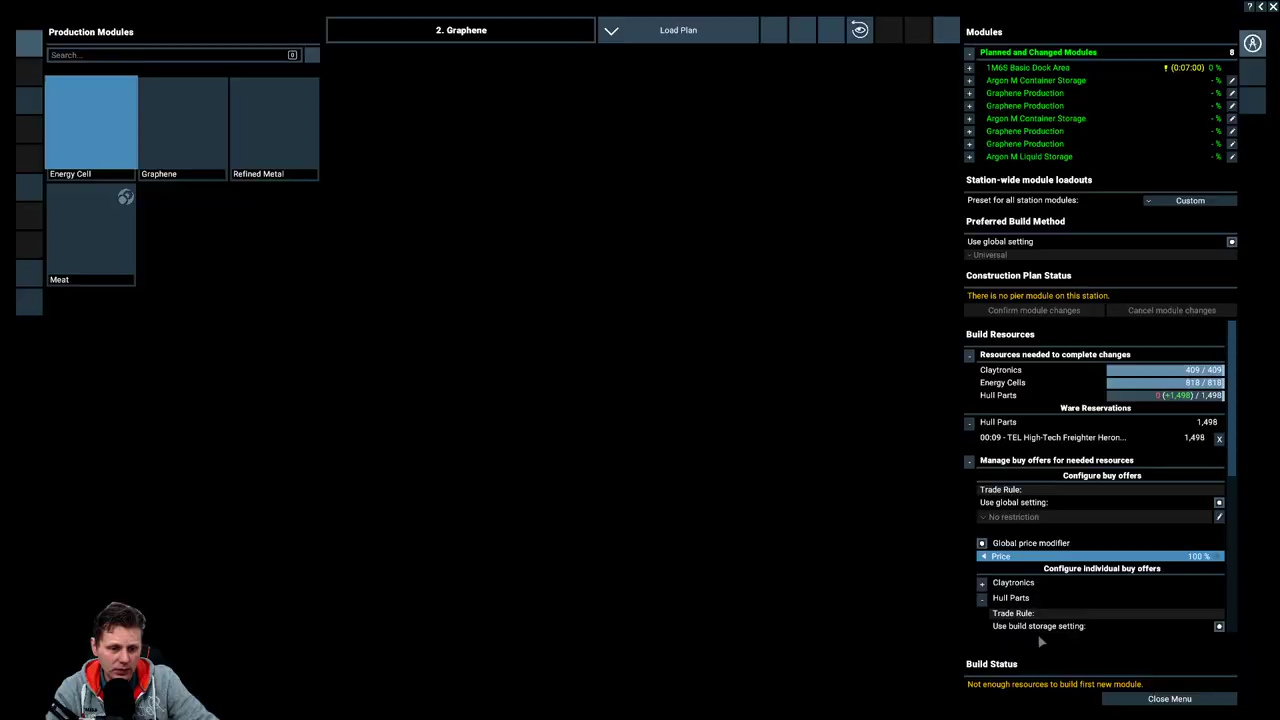 Production Modules
Search...
0
Energy Cell
Graphene
Refined Metal
Meat
2. Graphene
Load Plan
Modules
- Planned and Changed Modules 8
+ 1M6S Basic Dock Area (0:07:00) 0 %
+ Argon M Container Storage - %
+ Graphene Production - %
+ Graphene Production - %
+ Argon M Container Storage - %
+ Graphene Production - %
+ Graphene Production - %
+ Argon M Liquid Storage - %
Station-wide module loadouts
Preset for all station modules: Custom
Preferred Build Method
Use global setting
- Universal
Construction Plan Status
There is no pier module on this station.
Confirm module changes Cancel module changes
Build Resources
- Resources needed to complete changes
Claytronics 409 / 409
Energy Cells 818 / 818
Hull Parts 0 (+1,498) / 1,498
Ware Reservations
- Hull Parts 1,498
00:09 - TEL High-Tech Freighter Heron... 1,498 X
- Manage buy offers for needed resources
Configure buy offers
Trade Rule:
Use global setting:
No restriction
Global price modifier
Price 100 %
Configure individual buy offers
+ Claytronics
- Hull Parts
Trade Rule:
Use build storage setting:
Build Status
Not enough resources to build first new module.
Close Menu